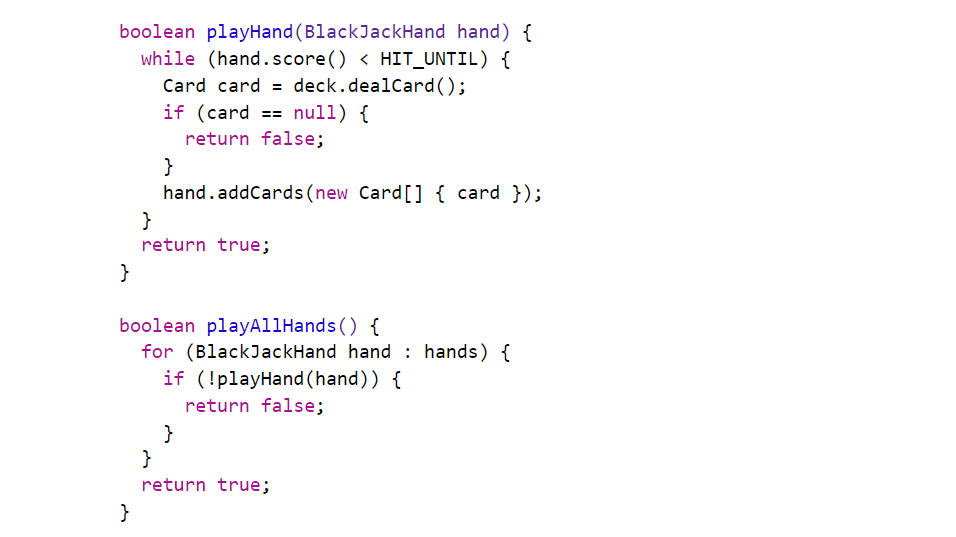 boolean playHand(BlackJackHand hand) {
  while (hand.score() < HIT_UNTIL) {
    Card card = deck.dealCard();
    if (card == null) {
      return false;
    }
    hand.addCards(new Card[] { card });
  }
  return true;
}

boolean playAllHands() {
  for (BlackJackHand hand : hands) {
    if (!playHand(hand)) {
      return false;
    }
  }
  return true;
}